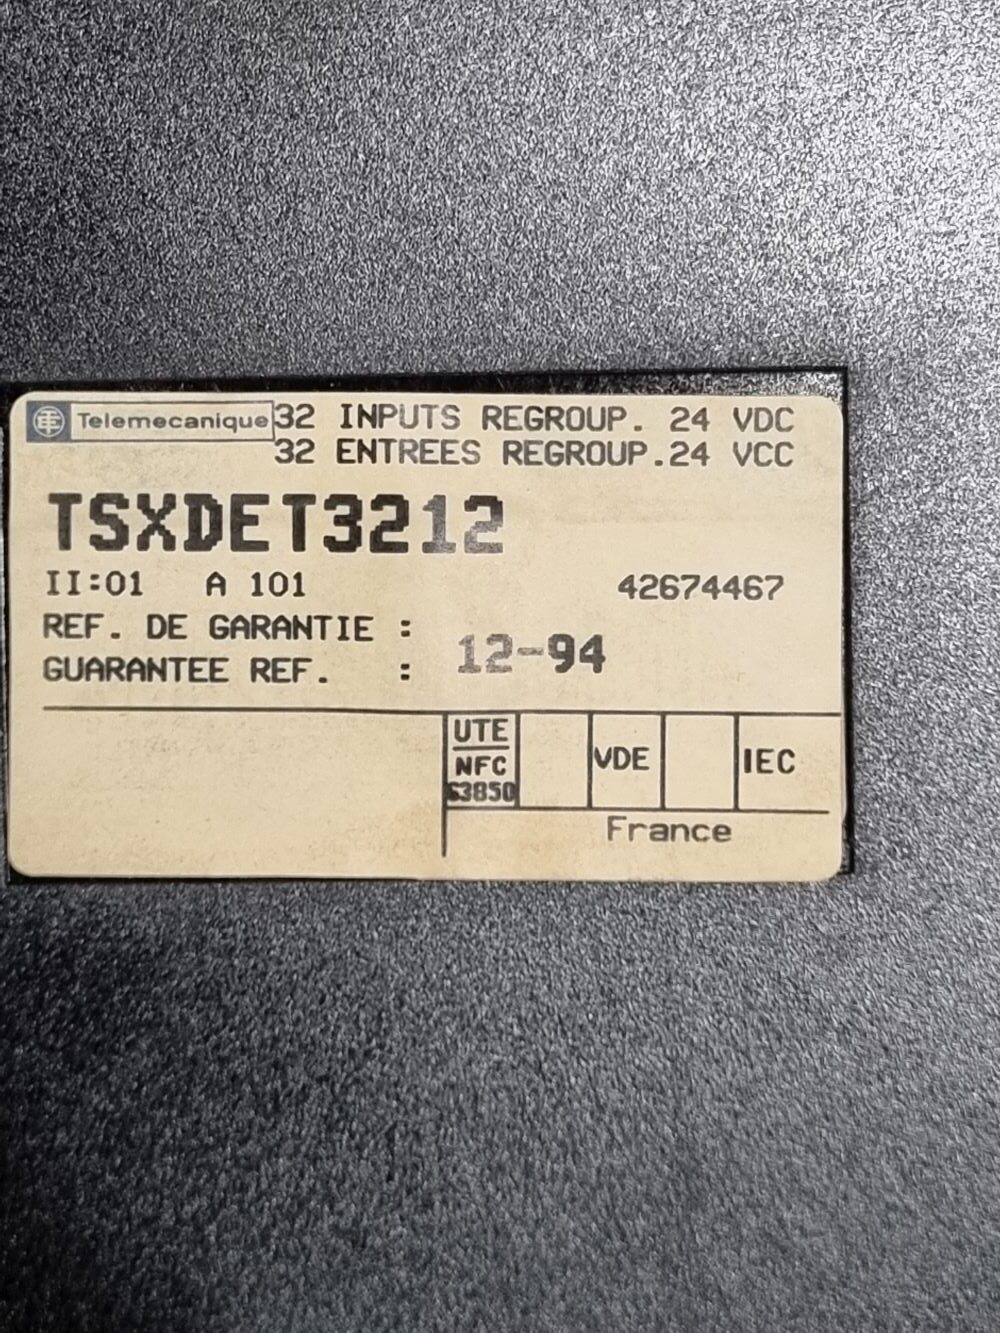 Telemecanique 32 INPUTS REGROUP. 24 VDC
32 ENTREES REGROUP.24 VCC
TSXDET3212
II:01 A 101 42674467
REF. DE GARANTIE :
GUARANTEE REF. : 12-94
UTE
NFC
63850
VDE
IEC
France